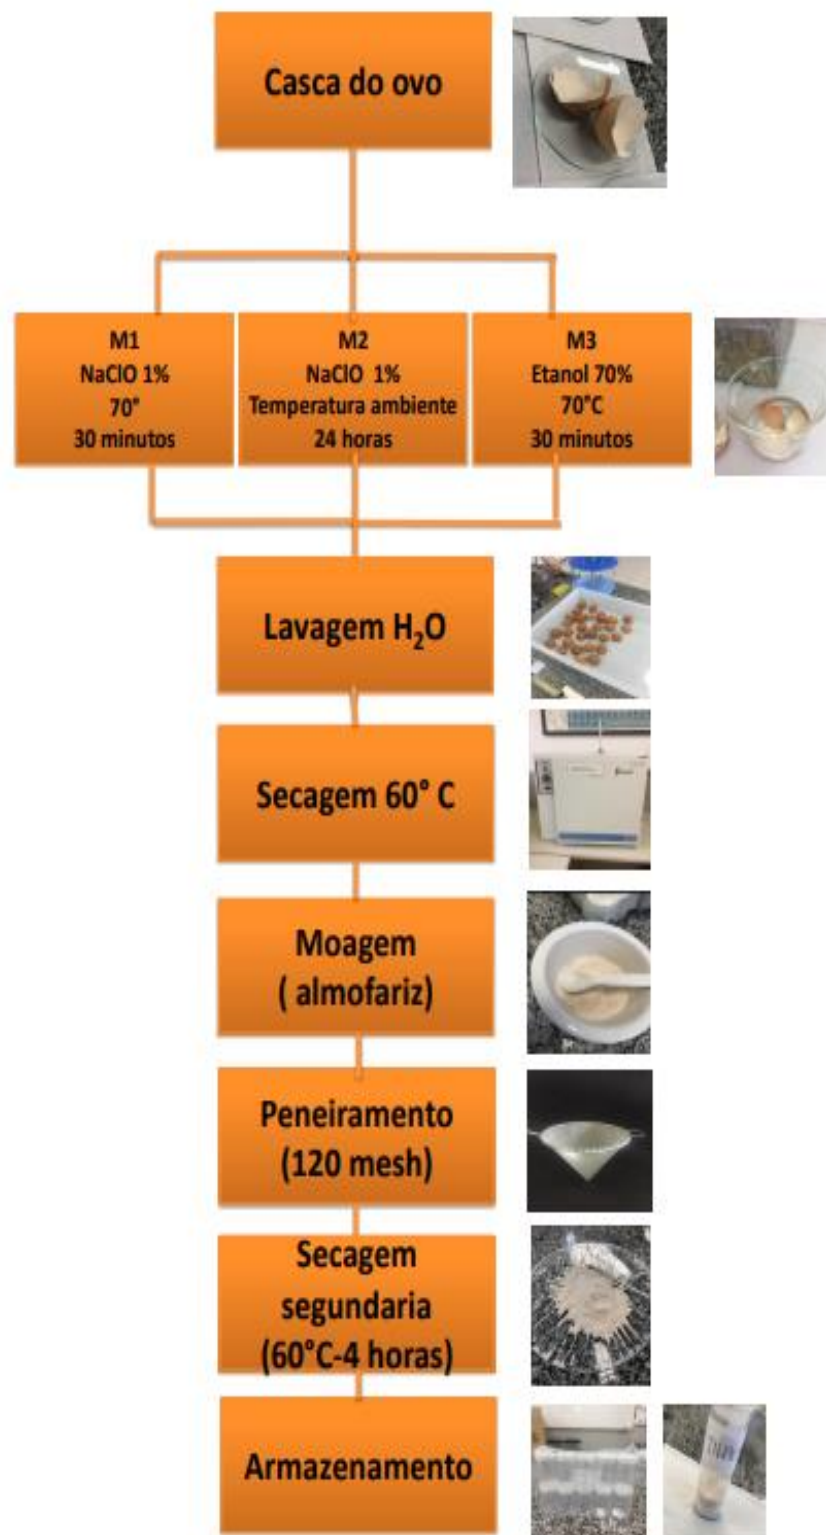 Casca do ovo
M1
NaClO 1%
70°
30 minutos
M2
NaClO 1%
Temperatura ambiente
24 horas
M3
Etanol 70%
70°C
30 minutos
Lavagem H₂O
Secagem 60° C
Moagem
( almofariz)
Peneiramento
(120 mesh)
Secagem
segundaria
(60°C-4 horas)
Armazenamento